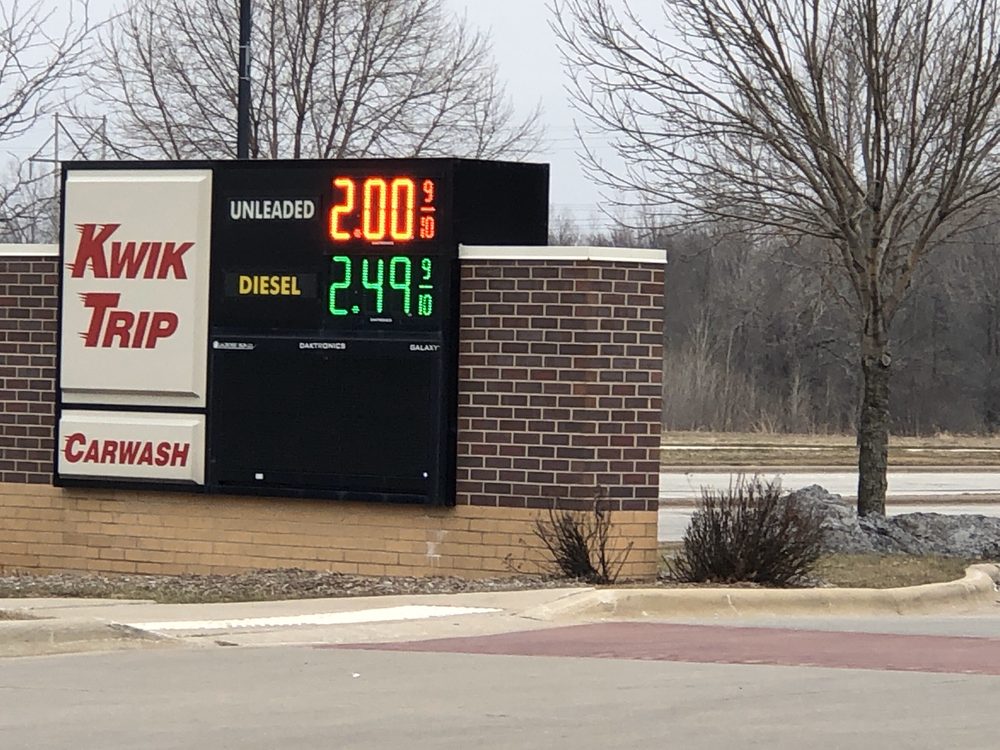 KWIK
TRIP
CARWASH
UNLEADED 2.00 9/10
DIESEL 2.49 9/10
DAKTRONICS GALAXY